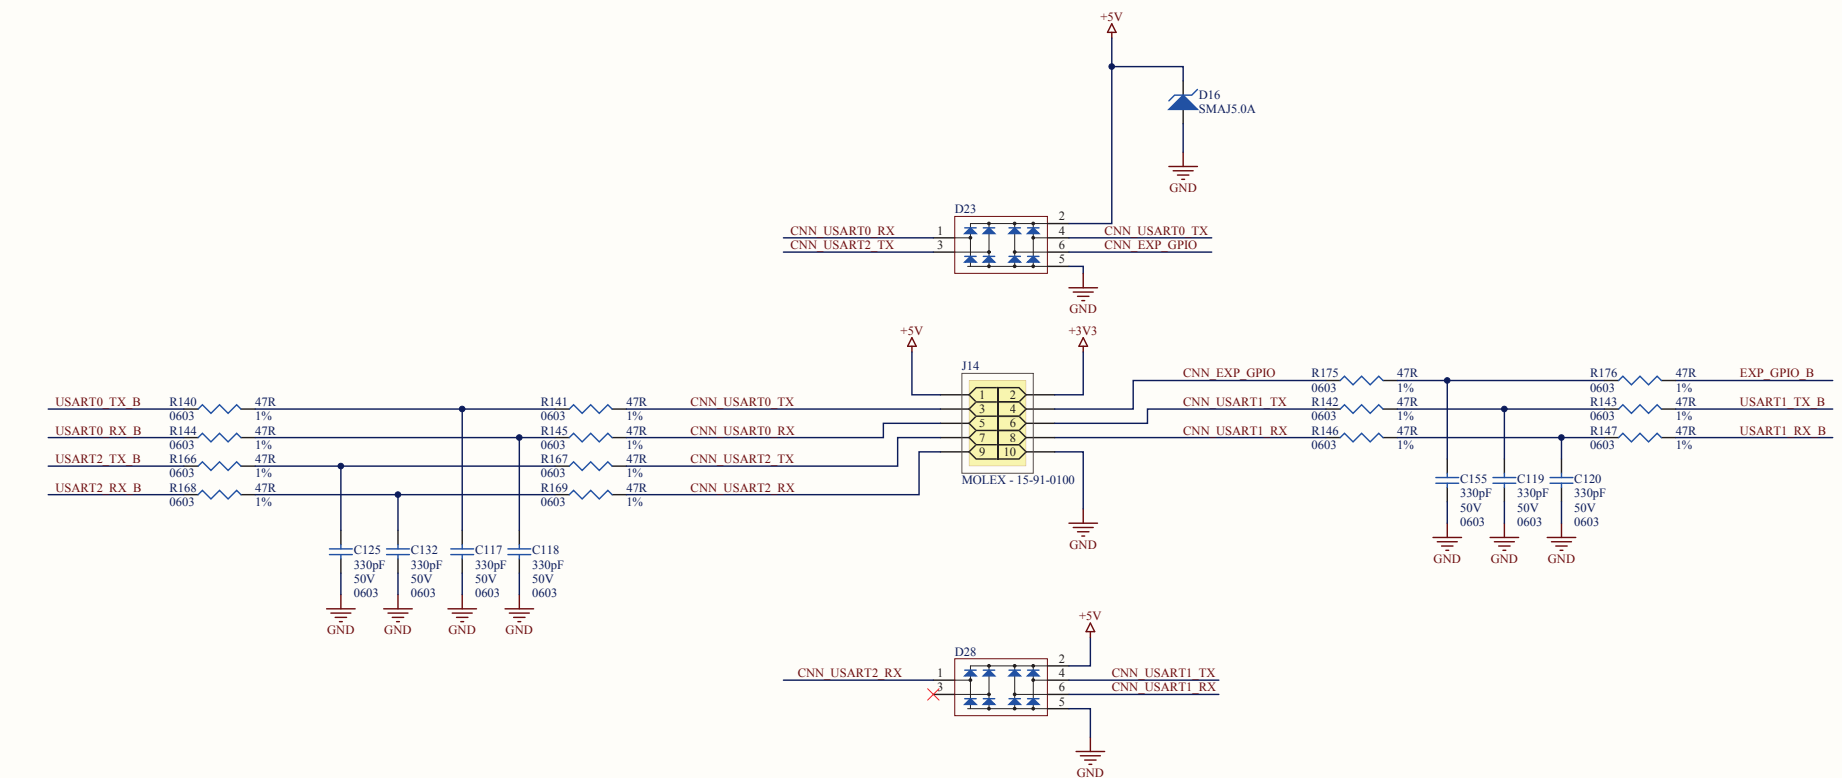 +5V
D16
SMAJ5.0A
GND
D23
2
CNN_USART0_RX 1 4 CNN_USART0_TX
CNN_USART2_TX 3 6 CNN_EXP_GPIO
5
GND
+5V +3V3
J14
CNN_EXP_GPIO R175 47R R176 47R EXP_GPIO_B
0603 1% 0603 1%
1 2
USART0_TX_B R140 47R R141 47R CNN_USART0_TX 3 4 CNN_USART1_TX R142 47R R143 47R USART1_TX_B
0603 1% 0603 1% 0603 1% 0603 1%
5 6
USART0_RX_B R144 47R R145 47R CNN_USART0_RX 7 8 CNN_USART1_RX R146 47R R147 47R USART1_RX_B
0603 1% 0603 1% 0603 1% 0603 1%
9 10
USART2_TX_B R166 47R R167 47R CNN_USART2_TX
0603 1% 0603 1%
MOLEX - 15-91-0100
USART2_RX_B R168 47R R169 47R CNN_USART2_RX
0603 1% 0603 1%
C155 C119 C120
330pF 330pF 330pF
50V 50V 50V
0603 0603 0603
GND
GND GND GND
C125 C132 C117 C118
330pF 330pF 330pF 330pF
50V 50V 50V 50V
0603 0603 0603 0603
GND GND GND GND
+5V
D28
2
CNN_USART2_RX 1 4 CNN_USART1_TX
3 6 CNN_USART1_RX
5
GND